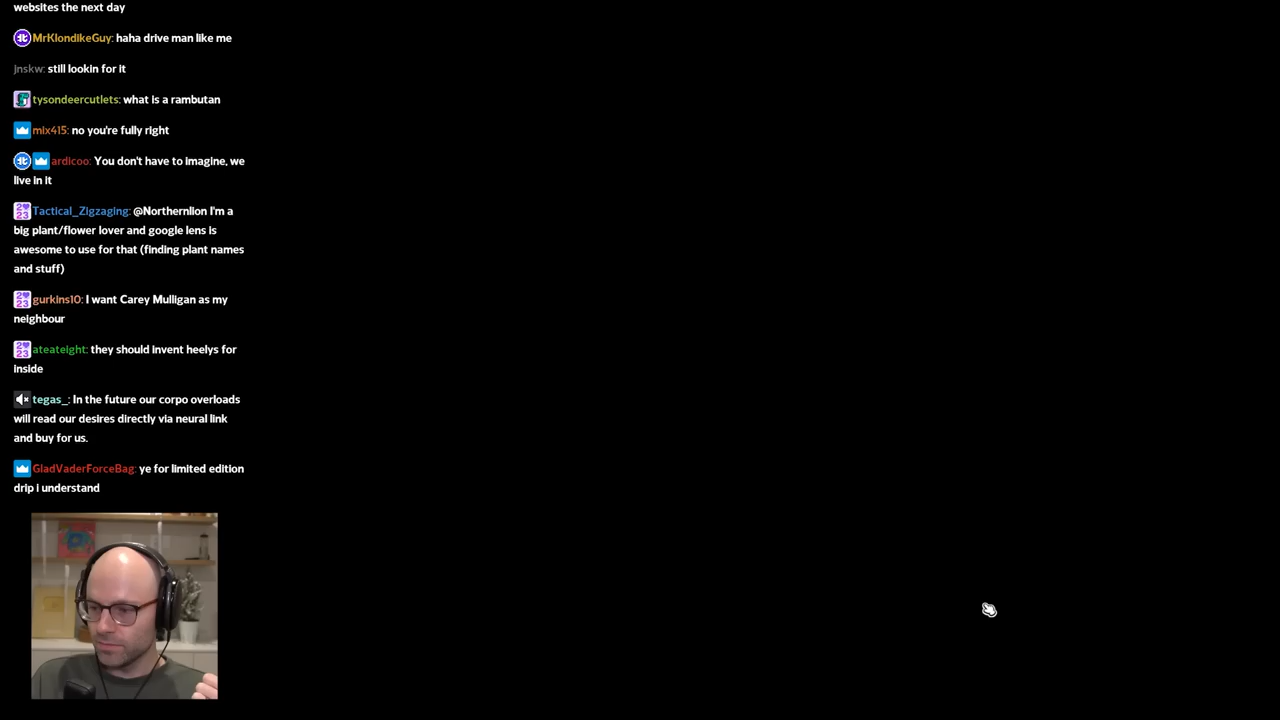 websites the next day
MrKlondikeGuy: haha drive man like me
Jnskw: still lookin for it
tysondeercutlets: what is a rambutan
mix415: no you're fully right
ardicoo: You don't have to imagine, we
live in it
Tactical_Zigzaging: @Northernlion I'm a
big plant/flower lover and google lens is
awesome to use for that (finding plant names
and stuff)
gurkins10: I want Carey Mulligan as my
neighbour
ateateight: they should invent heelys for
inside
tegas_: In the future our corpo overloads
will read our desires directly via neural link
and buy for us.
GladVaderForceBag: ye for limited edition
drip i understand